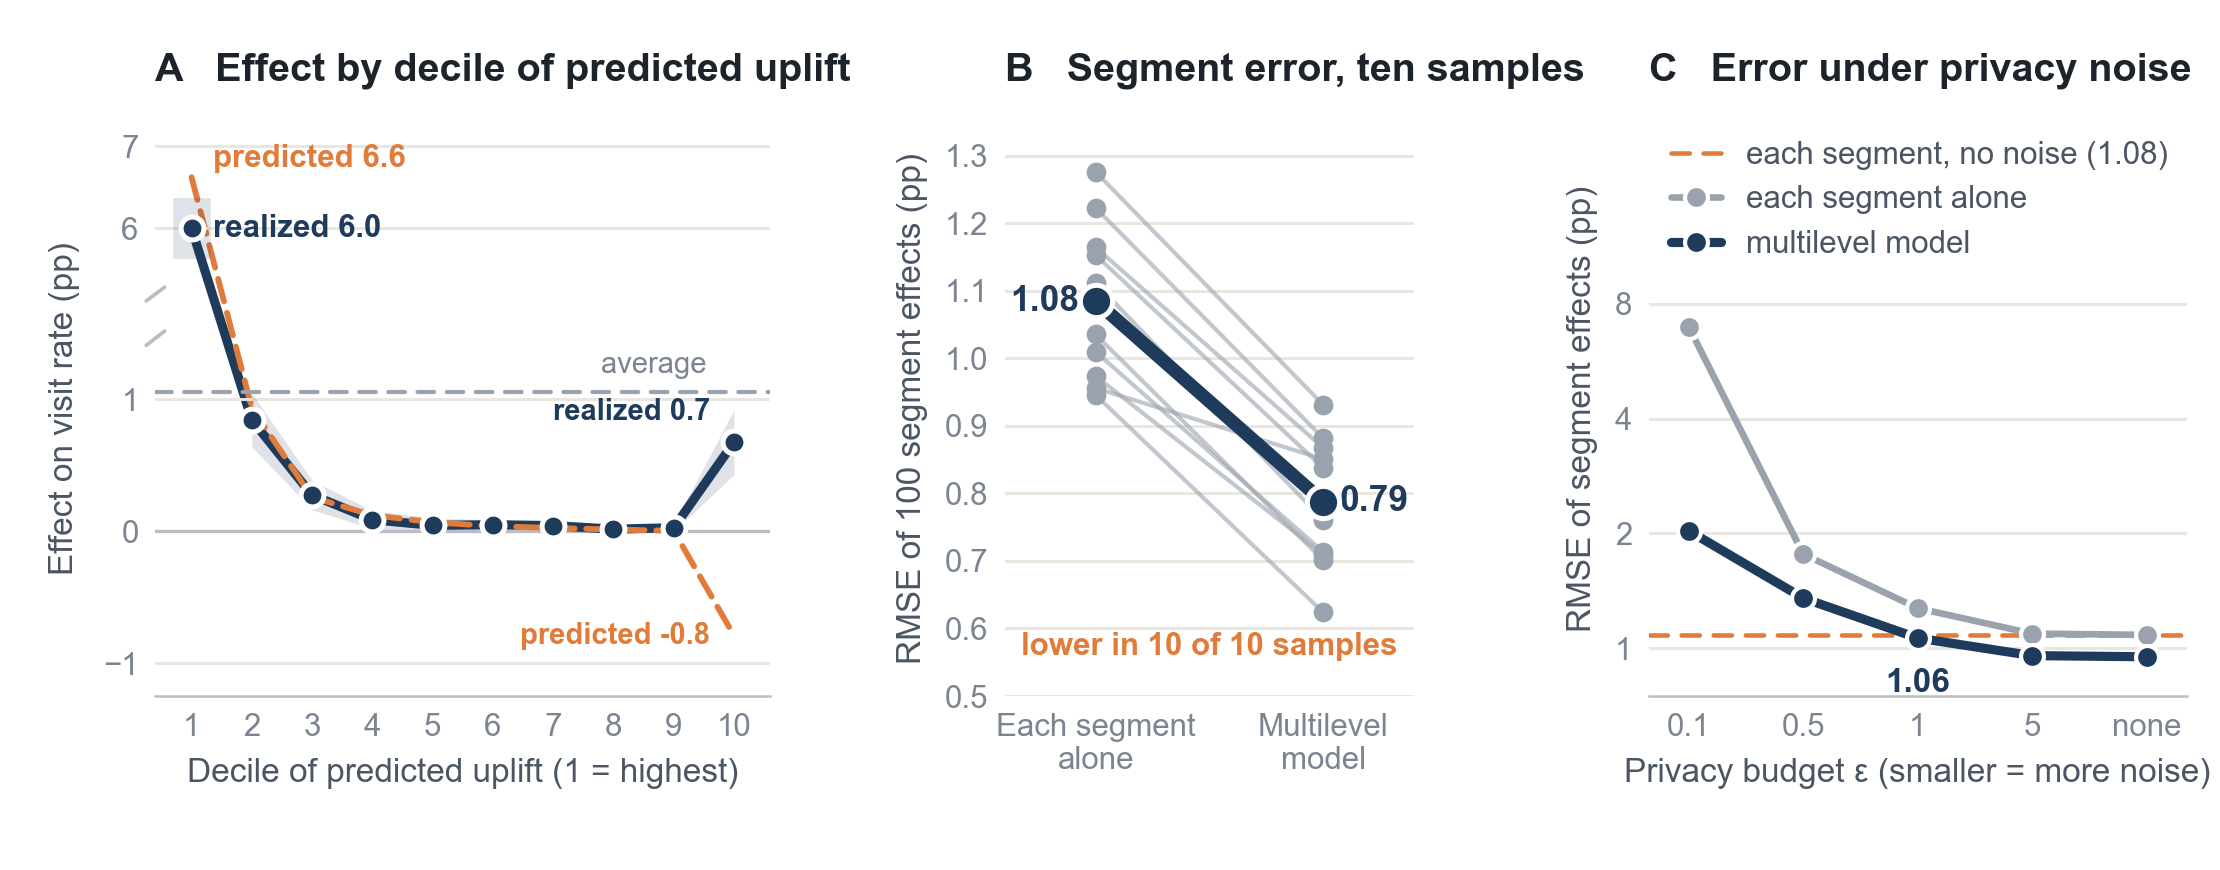 A Effect by decile of predicted uplift
7
6
1
0
−1
Effect on visit rate (pp)
predicted 6.6
realized 6.0
average
realized 0.7
predicted -0.8
1 2 3 4 5 6 7 8 9 10
Decile of predicted uplift (1 = highest)
B Segment error, ten samples
1.3
1.2
1.1
1.0
0.9
0.8
0.7
0.6
0.5
RMSE of 100 segment effects (pp)
1.08
0.79
lower in 10 of 10 samples
Each segment
alone
Multilevel
model
C Error under privacy noise
each segment, no noise (1.08)
each segment alone
multilevel model
8
4
2
1
RMSE of segment effects (pp)
1.06
0.1 0.5 1 5 none
Privacy budget ε (smaller = more noise)